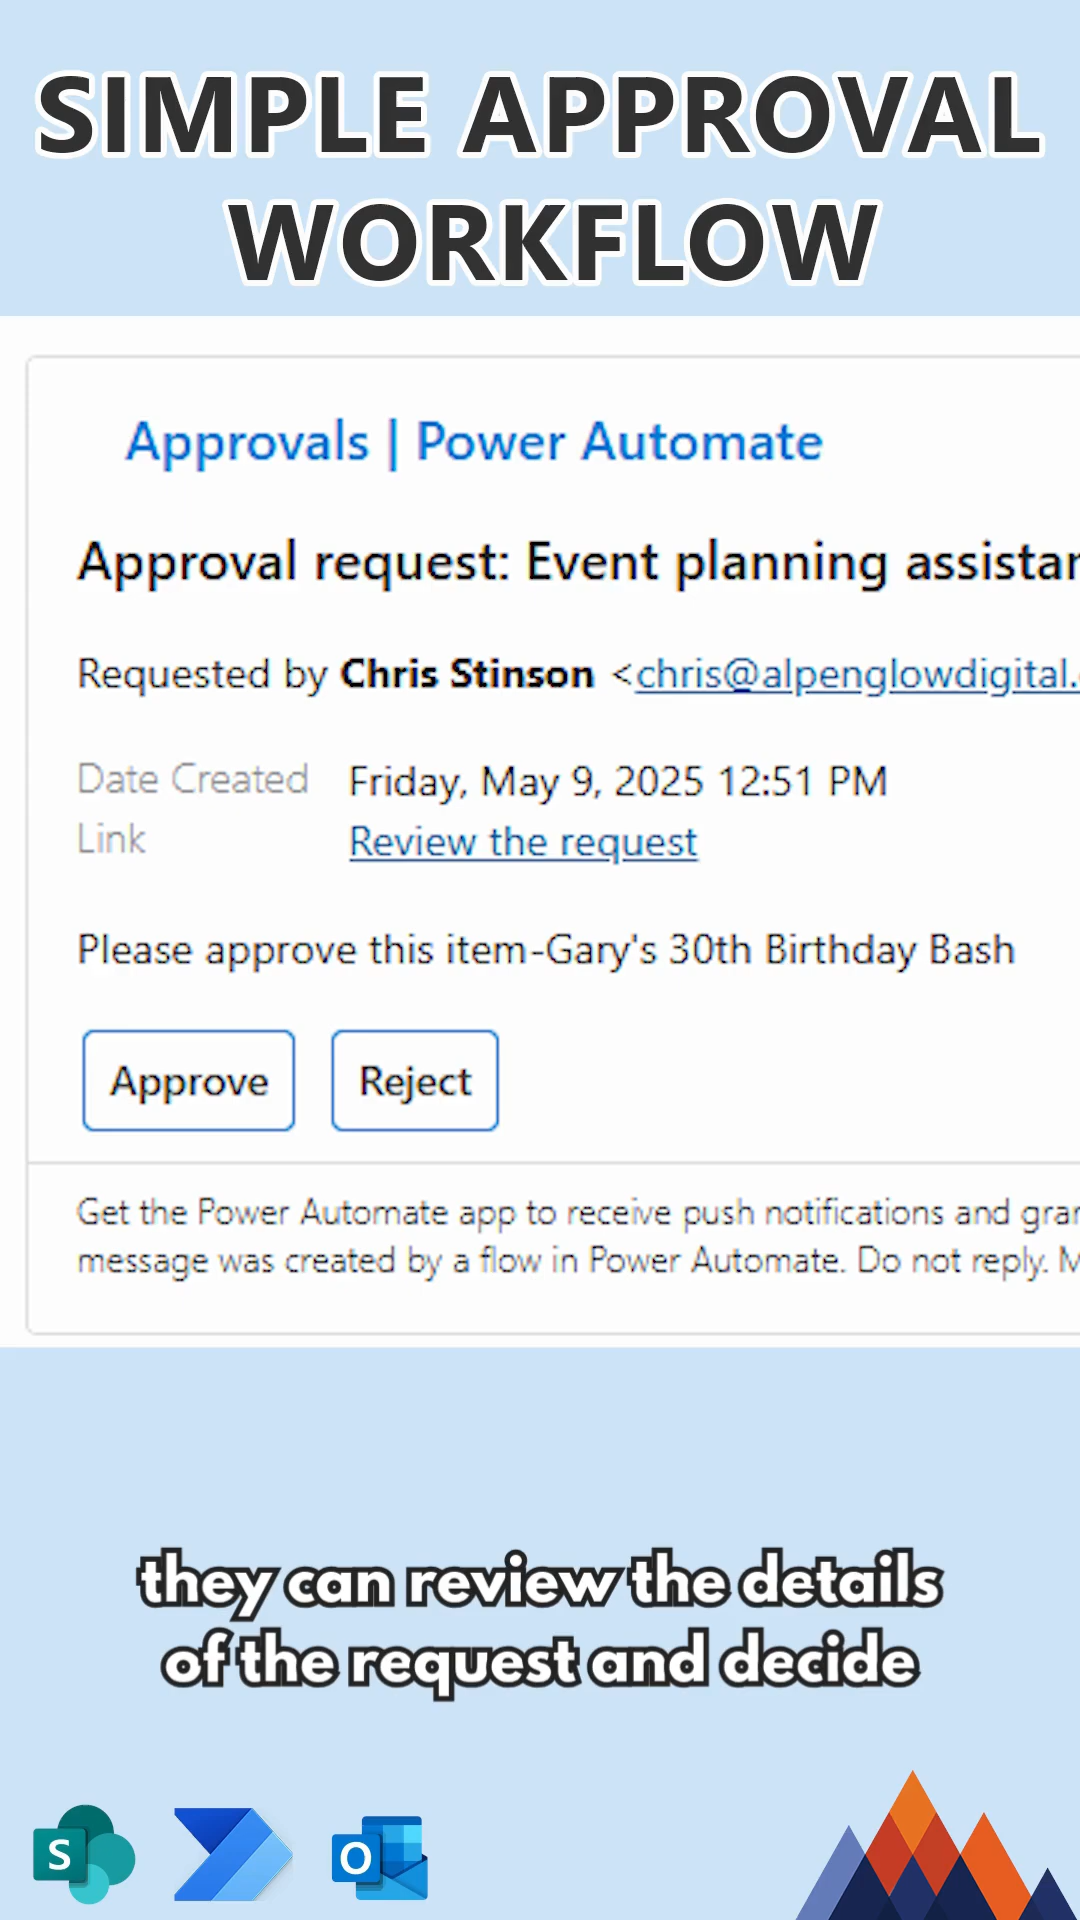 SIMPLE APPROVAL
WORKFLOW
Approvals | Power Automate
Approval request: Event planning
Requested by Chris Stinson <chris@alpenglowdigital.
Date Created Friday, May 9, 2025 12:51 PM
Link Review the request
Please approve this item-Gary's 30th Birthday Bash
Approve Reject
Get the Power Automate app to receive push notifications and
message was created by a flow in Power Automate. Do not reply.
they can review the details
of the request and decide
S
O